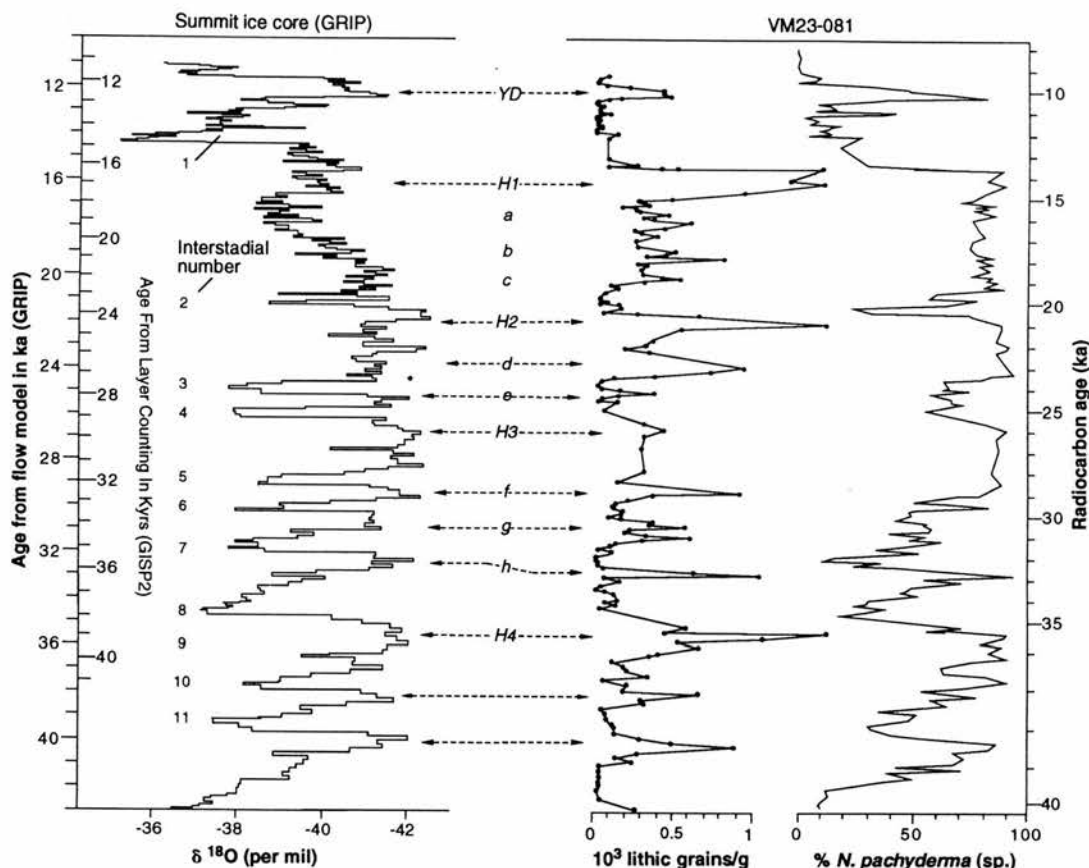 Summit ice core (GRIP)
VM23-081
Age from flow model in ka (GRIP)
12
16
20
24
28
32
36
40
Age From Layer Counting In Kyrs (GISP2)
12
16
20
24
28
32
36
40
Interstadial
number
1
2
3
4
5
6
7
8
9
10
11
YD
H1
a
b
c
H2
d
e
H3
f
g
h
H4
10
15
20
25
30
35
40
Radiocarbon age (ka)
-36 -38 -40 -42
δ 18O (per mil)
0 0.5 1
10³ lithic grains/g
0 50 100
% N. pachyderma (sp.)